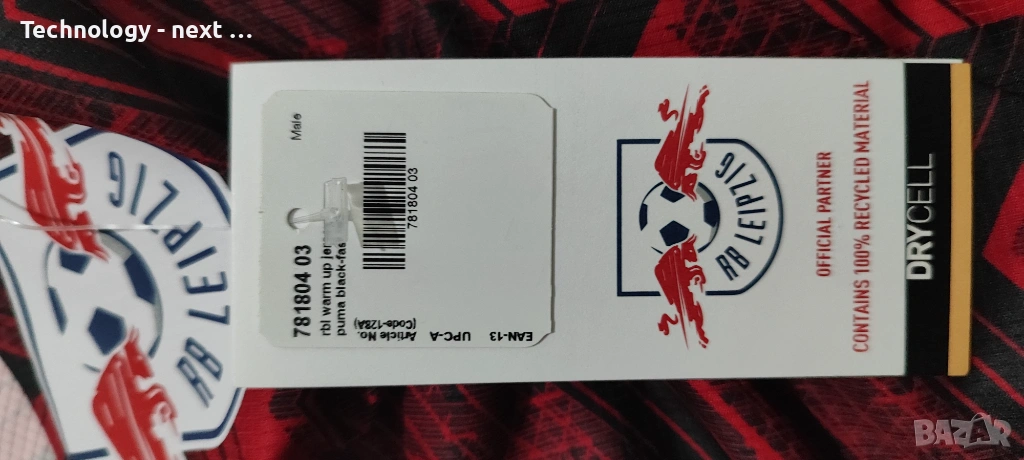 Technology - next ...
Male
781804 03
rbl warm up jer
puma black-fas
781804 03
Article No.
(Code-128A)
UPC-A
EAN-13
RB LEIPZIG
OFFICIAL PARTNER
CONTAINS 100% RECYCLED MATERIAL
DRYCELL
RB LEIPZIG
BAZAR